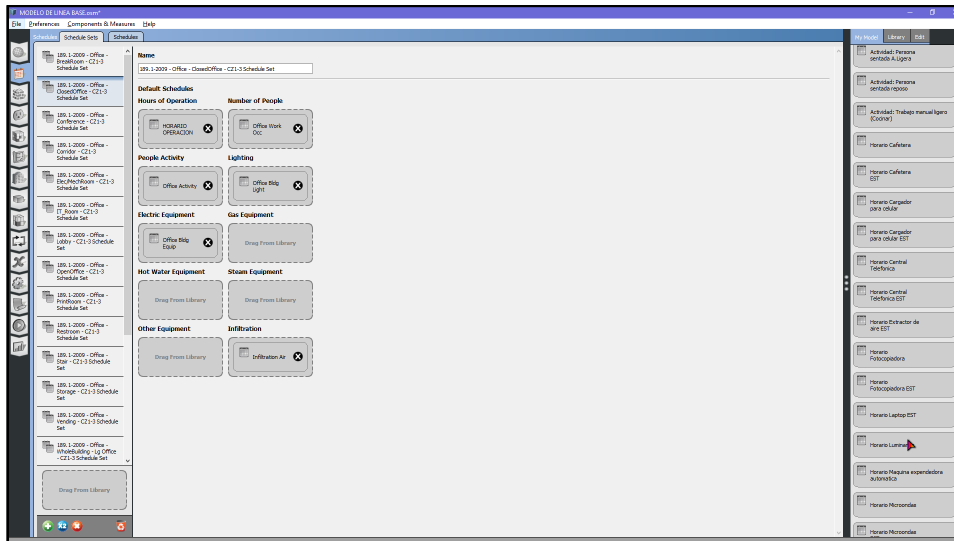 MODELO DE LINEA BASE.osm*
File Preferences Components & Measures Help
Schedules Schedule Sets Schedules
My Model Library Edit
189.1-2009 - Office -
BreakRoom - CZ1-3
Schedule Set
189.1-2009 - Office -
ClosedOffice - CZ1-3
Schedule Set
189.1-2009 - Office -
Conference - CZ1-3
Schedule Set
189.1-2009 - Office -
Corridor - CZ1-3
Schedule Set
189.1-2009 - Office -
Elec/MechRoom - CZ1-3
Schedule Set
189.1-2009 - Office -
IT_Room - CZ1-3
Schedule Set
189.1-2009 - Office -
Lobby - CZ1-3 Schedule
Set
189.1-2009 - Office -
OpenOffice - CZ1-3
Schedule Set
189.1-2009 - Office -
PrintRoom - CZ1-3
Schedule Set
189.1-2009 - Office -
Restroom - CZ1-3
Schedule Set
189.1-2009 - Office -
Stair - CZ1-3 Schedule
Set
189.1-2009 - Office -
Storage - CZ1-3 Schedule
Set
189.1-2009 - Office -
Vending - CZ1-3 Schedule
Set
189.1-2009 - Office -
WholeBuilding - Lg Office
- CZ1-3 Schedule Set
Drag From Library
Name
189.1-2009 - Office - ClosedOffice - CZ1-3 Schedule Set
Default Schedules
Hours of Operation Number of People
HORARIO
OPERACION
Office Work
Occ
People Activity Lighting
Office Activity
Office Bldg
Light
Electric Equipment Gas Equipment
Office Bldg
Equip
Drag From Library
Hot Water Equipment Steam Equipment
Drag From Library Drag From Library
Other Equipment Infiltration
Drag From Library Infiltration Air
Actividad: Persona
sentada A.Ligera
Actividad: Persona
sentada reposo
Actividad: Trabajo manual ligero
(Cocinar)
Horario Cafetera
Horario Cafetera
EST
Horario Cargador
para celular
Horario Cargador
para celular EST
Horario Central
Telefonica
Horario Central
Telefonica EST
Horario Extractor de
aire EST
Horario
Fotocopiadora
Horario
Fotocopiadora EST
Horario Laptop EST
Horario
Horario Maquina expendedora
automatica
Horario Microondas
Horario Microondas